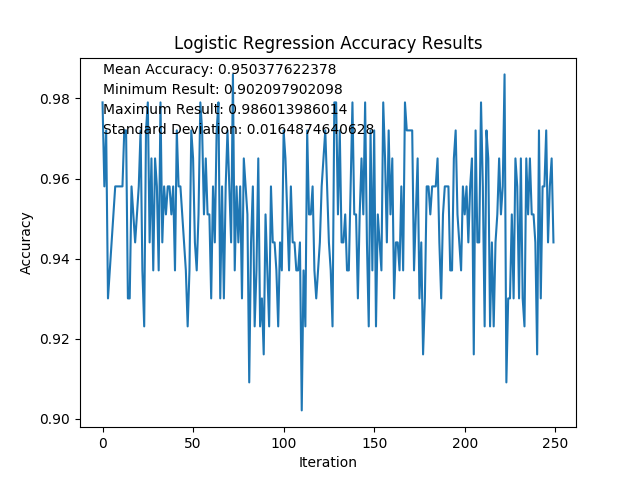 Logistic Regression Accuracy Results
Mean Accuracy: 0.950377622378
Minimum Result: 0.902097902098
Maximum Result: 0.986013986014
Standard Deviation: 0.0164874640628
0.98
0.96
0.94
0.92
0.90
Accuracy
0 50 100 150 200 250
Iteration